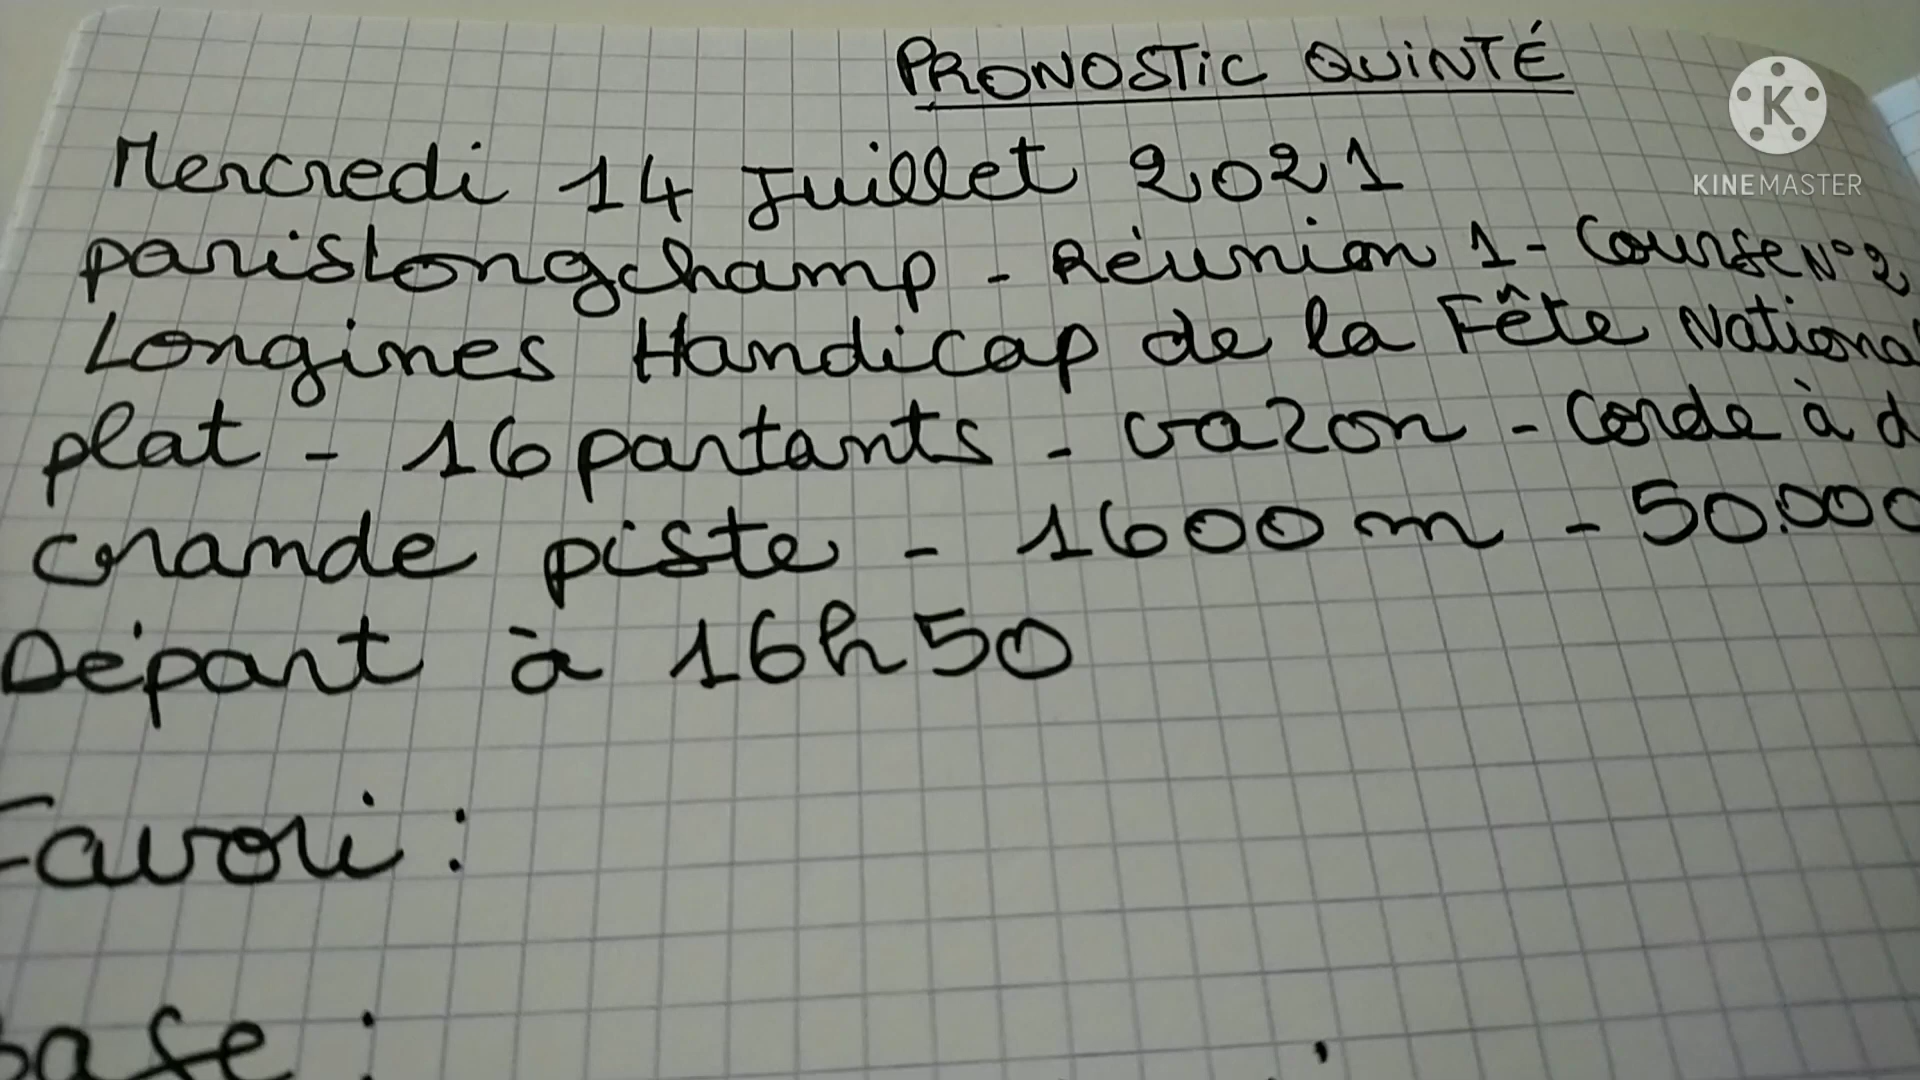 PRONOSTIC QUINTÉ
K
KINEMASTER
Mercredi 14 Juillet 2021
parisLongchamp - Réunion 1 - Course N° 2
Longines Handicap de la Fête National
plat - 16 partants - Gazon - Corde à d
Grande piste - 1600 m - 50.000
Départ à 16h50
Favori :
Base :